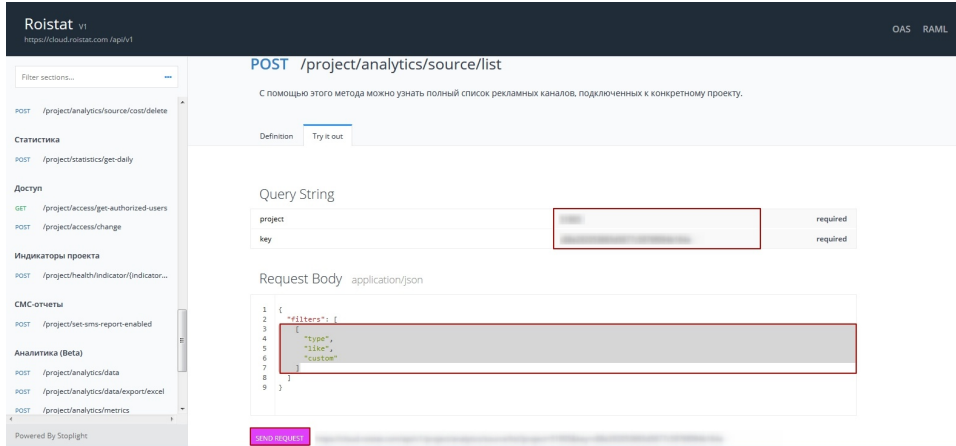 Roistat V1
https://cloud.roistat.com /api/v1
OAS RAML
Filter sections...
POST /project/analytics/source/cost/delete
Статистика
POST /project/statistics/get-daily
Доступ
GET /project/access/get-authorized-users
POST /project/access/change
Индикаторы проекта
POST /project/health/indicator/{indicator...
СМС-отчеты
POST /project/set-sms-report-enabled
Аналитика (Beta)
POST /project/analytics/data
POST /project/analytics/data/export/excel
POST /project/analytics/metrics
Powered By Stoplight
POST /project/analytics/source/list
С помощью этого метода можно узнать полный список рекламных каналов, подключенных к конкретному проекту.
Definition Try it out
Query String
project required
key required
Request Body application/json
1 {
2 "filters": [
3 [
4 "type",
5 "like",
6 "custom"
7 ]
8 ]
9 }
SEND REQUEST